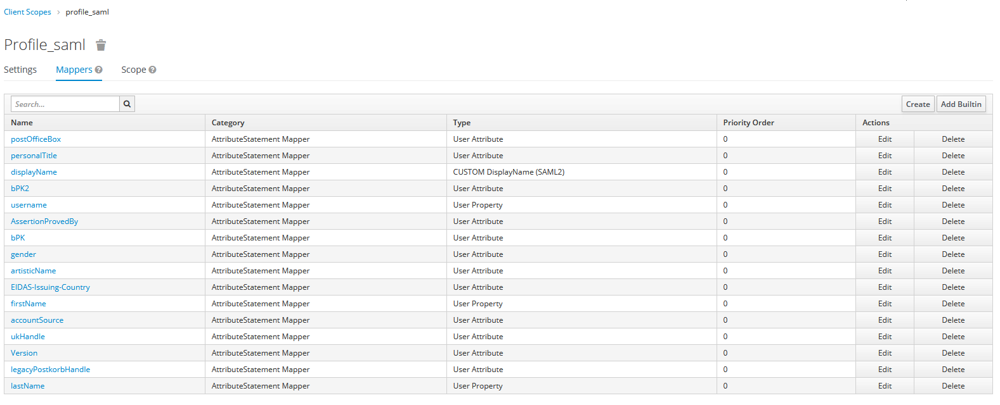 Client Scopes › profile_saml
Profile_saml
Settings Mappers ? Scope ?
Search... Create Add Builtin
Name Category Type Priority Order Actions
postOfficeBox AttributeStatement Mapper User Attribute 0 Edit Delete
personalTitle AttributeStatement Mapper User Attribute 0 Edit Delete
displayName AttributeStatement Mapper CUSTOM DisplayName (SAML2) 0 Edit Delete
bPK2 AttributeStatement Mapper User Attribute 0 Edit Delete
username AttributeStatement Mapper User Property 0 Edit Delete
AssertionProvedBy AttributeStatement Mapper User Attribute 0 Edit Delete
bPK AttributeStatement Mapper User Attribute 0 Edit Delete
gender AttributeStatement Mapper User Attribute 0 Edit Delete
artisticName AttributeStatement Mapper User Attribute 0 Edit Delete
EIDAS-Issuing-Country AttributeStatement Mapper User Attribute 0 Edit Delete
firstName AttributeStatement Mapper User Property 0 Edit Delete
accountSource AttributeStatement Mapper User Attribute 0 Edit Delete
ukHandle AttributeStatement Mapper User Attribute 0 Edit Delete
Version AttributeStatement Mapper User Attribute 0 Edit Delete
legacyPostkorbHandle AttributeStatement Mapper User Attribute 0 Edit Delete
lastName AttributeStatement Mapper User Property 0 Edit Delete